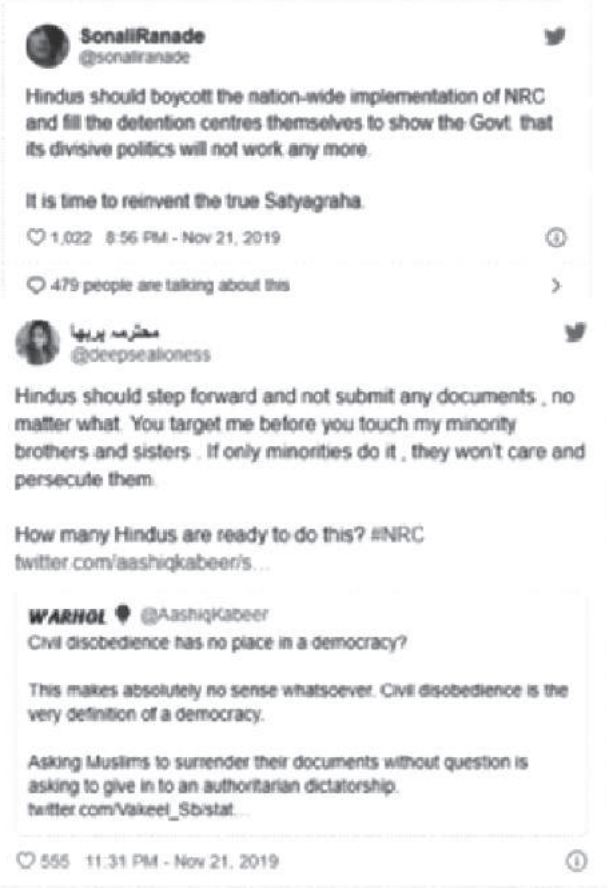 SonaliRanade
@sonaliranade
Hindus should boycott the nation-wide implementation of NRC
and fill the detention centres themselves to show the Govt. that
its divisive politics will not work any more.
It is time to reinvent the true Satyagraha.
1,022 8:56 PM - Nov 21, 2019
479 people are talking about this
محترمہ پربھا
@deepsealioness
Hindus should step forward and not submit any documents , no
matter what. You target me before you touch my minority
brothers and sisters . If only minorities do it , they won't care and
persecute them.
How many Hindus are ready to do this? #NRC
twitter.com/aashiqkabeer/s…
WARHOL @AashiqKabeer
Civil disobedience has no place in a democracy?
This makes absolutely no sense whatsoever. Civil disobedience is the
very definition of a democracy.
Asking Muslims to surrender their documents without question is
asking to give in to an authoritarian dictatorship.
twitter.com/Vakeel_Sb/stat…
555 11:31 PM - Nov 21, 2019